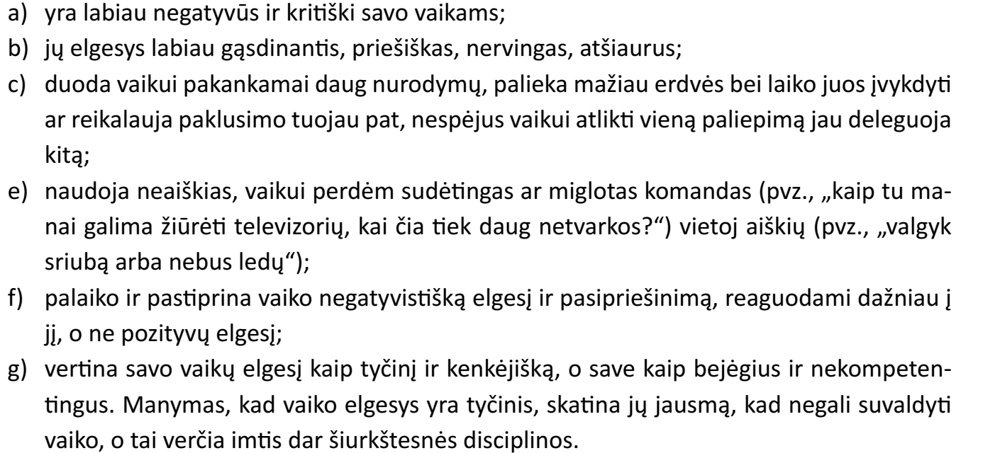 a) yra labiau negatyvūs ir kritiški savo vaikams;
b) jų elgesys labiau gąsdinantis, priešiškas, nervingas, atšiaurus;
c) duoda vaikui pakankamai daug nurodymų, palieka mažiau erdvės bei laiko juos įvykdyti
ar reikalauja paklusimo tuojau pat, nespėjus vaikui atlikti vieną paliepimą jau deleguoja
kitą;
e) naudoja neaiškias, vaikui perdėm sudėtingas ar miglotas komandas (pvz., „kaip tu ma-
nai galima žiūrėti televizorių, kai čia tiek daug netvarkos?“) vietoj aiškių (pvz., „valgyk
sriubą arba nebus ledų“);
f) palaiko ir pastiprina vaiko negatyvistišką elgesį ir pasipriešinimą, reaguodami dažniau į
jį, o ne pozityvų elgesį;
g) vertina savo vaikų elgesį kaip tyčinį ir kenkėjišką, o save kaip bejėgius ir nekompeten-
tingus. Manymas, kad vaiko elgesys yra tyčinis, skatina jų jausmą, kad negali suvaldyti
vaiko, o tai verčia imtis dar šiurkštesnės disciplinos.